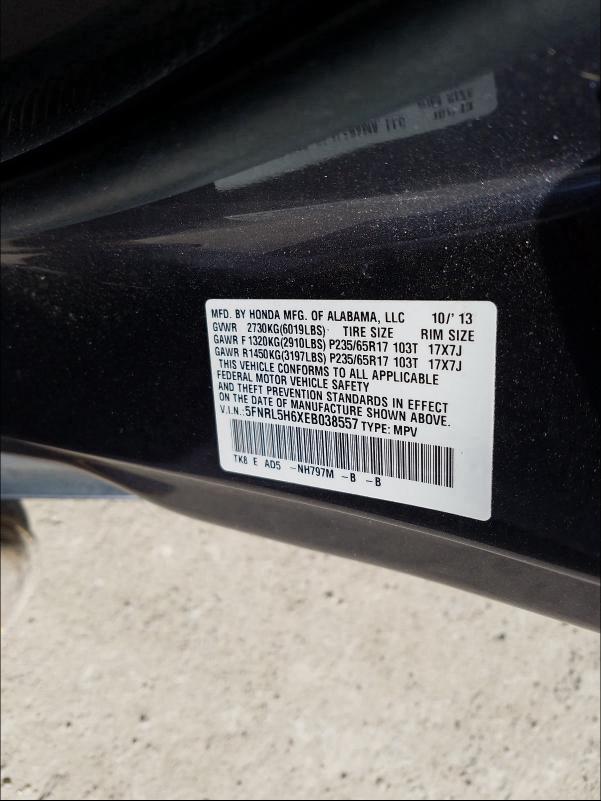 MFD. BY HONDA MFG. OF ALABAMA, LLC 10/'13
GVWR 2730KG(6019LBS) TIRE SIZE RIM SIZE
GAWR F 1320KG(2910LBS) P235/65R17 103T 17X7J
GAWR R1450KG(3197LBS) P235/65R17 103T 17X7J
THIS VEHICLE CONFORMS TO ALL APPLICABLE
FEDERAL MOTOR VEHICLE SAFETY
AND THEFT PREVENTION STANDARDS IN EFFECT
ON THE DATE OF MANUFACTURE SHOWN ABOVE.
V.I.N.:5FNRL5H6XEB038557 TYPE: MPV
TK8 E AD5 -NH797M -B -B